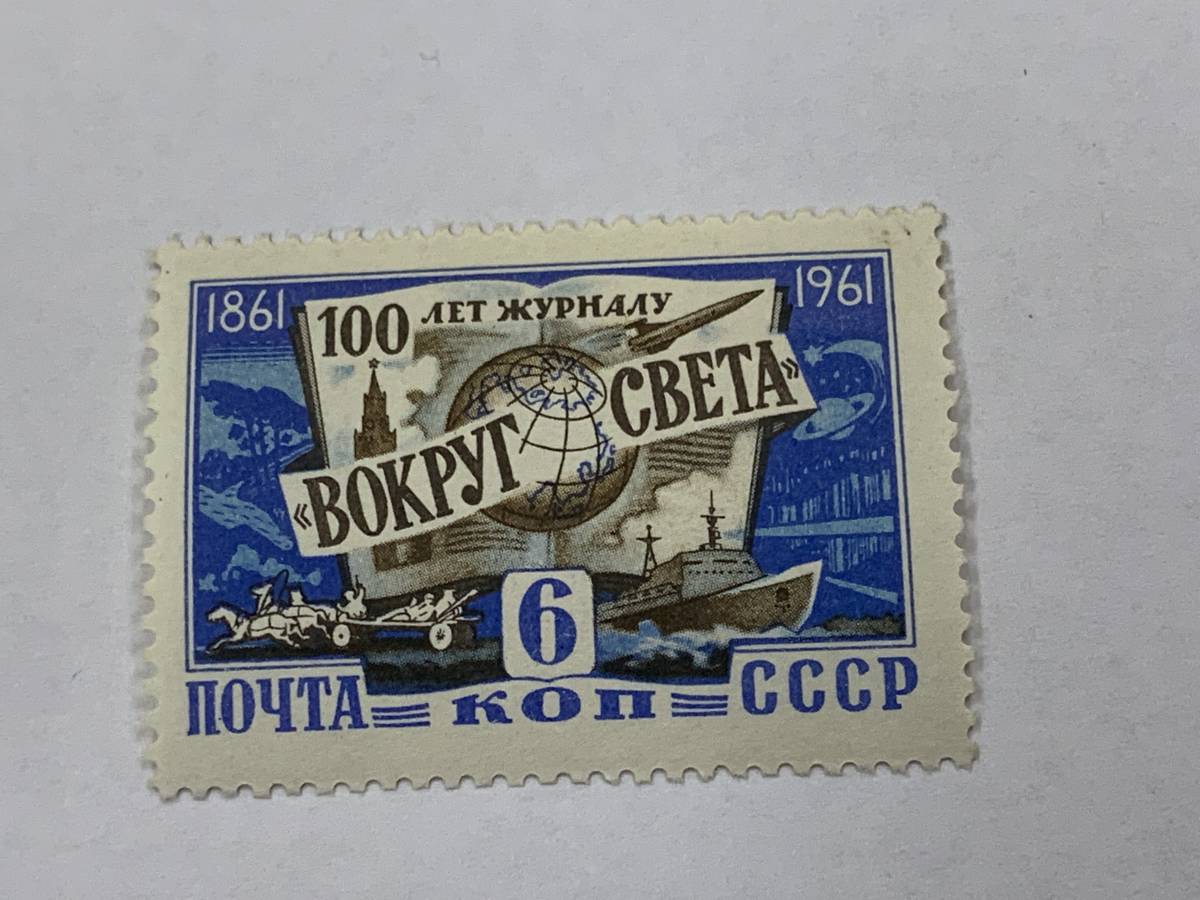 1861
1961
100 ЛЕТ ЖУРНАЛУ
«ВОКРУГ СВЕТА»
6
ПОЧТА КОП СССР